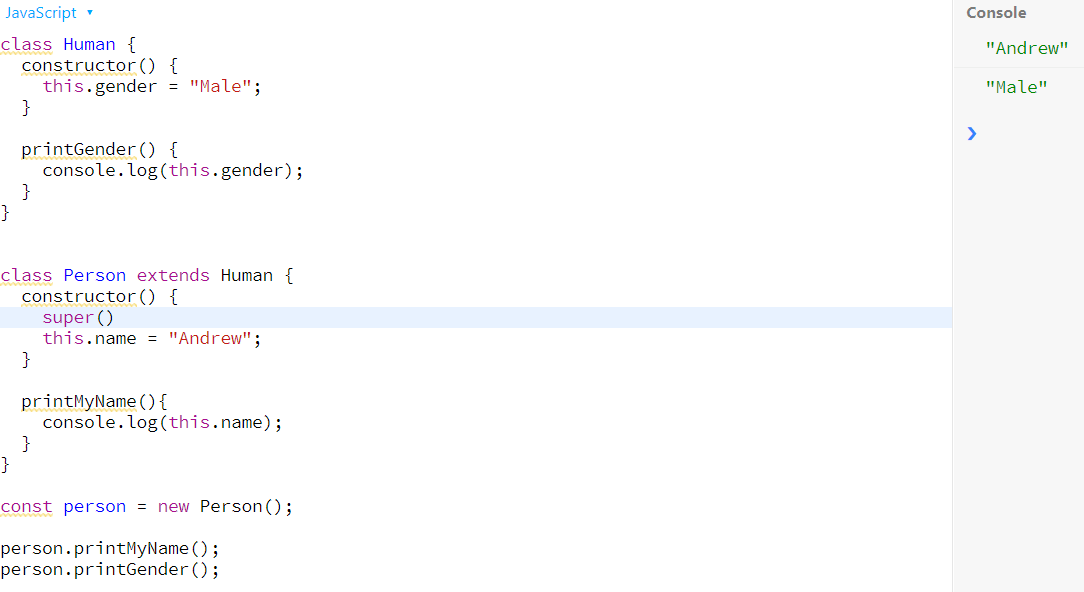 JavaScript ▾
Console
class Human {
  constructor() {
    this.gender = "Male";
  }

  printGender() {
    console.log(this.gender);
  }
}


class Person extends Human {
  constructor() {
    super()
    this.name = "Andrew";
  }

  printMyName(){
    console.log(this.name);
  }
}

const person = new Person();

person.printMyName();
person.printGender();
"Andrew"
"Male"
❯